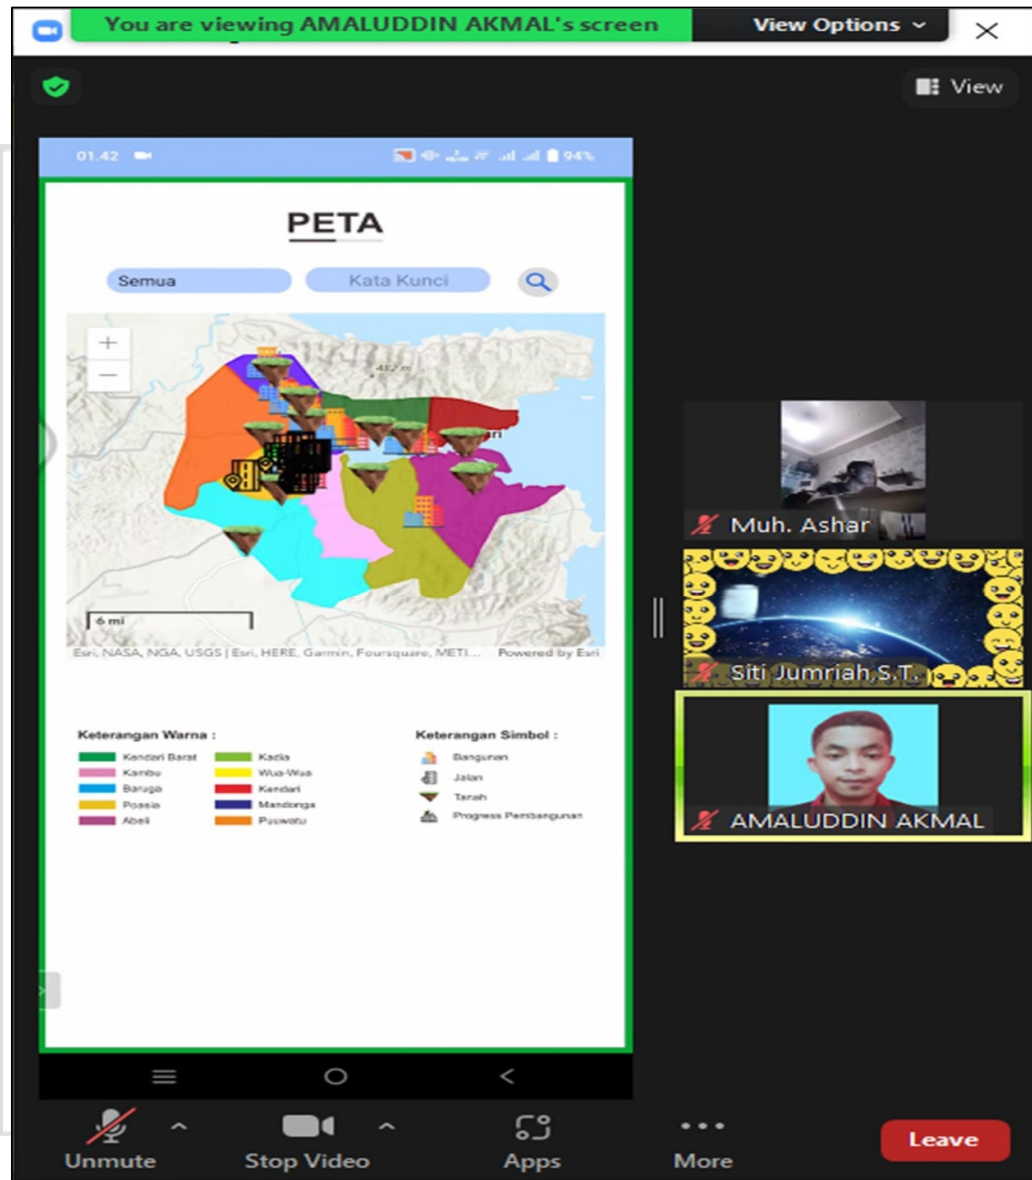 You are viewing AMALUDDIN AKMAL's screen View Options
View
01.42 94%
PETA
Semua Kata Kunci
+
452 m
−
6 mi
Esri, NASA, NGA, USGS | Esri, HERE, Garmin, Foursquare, METI... Powered by Esri
Keterangan Warna :
Kendari Barat Kadia
Kambu Wua-Wua
Baruga Kendari
Poasia Mandonga
Abeli Puuwatu
Keterangan Simbol :
Bangunan
Jalan
Tanah
Progress Pembangunan
Muh. Ashar
Siti Jumriah,S.T.
AMALUDDIN AKMAL
Unmute Stop Video Apps More Leave